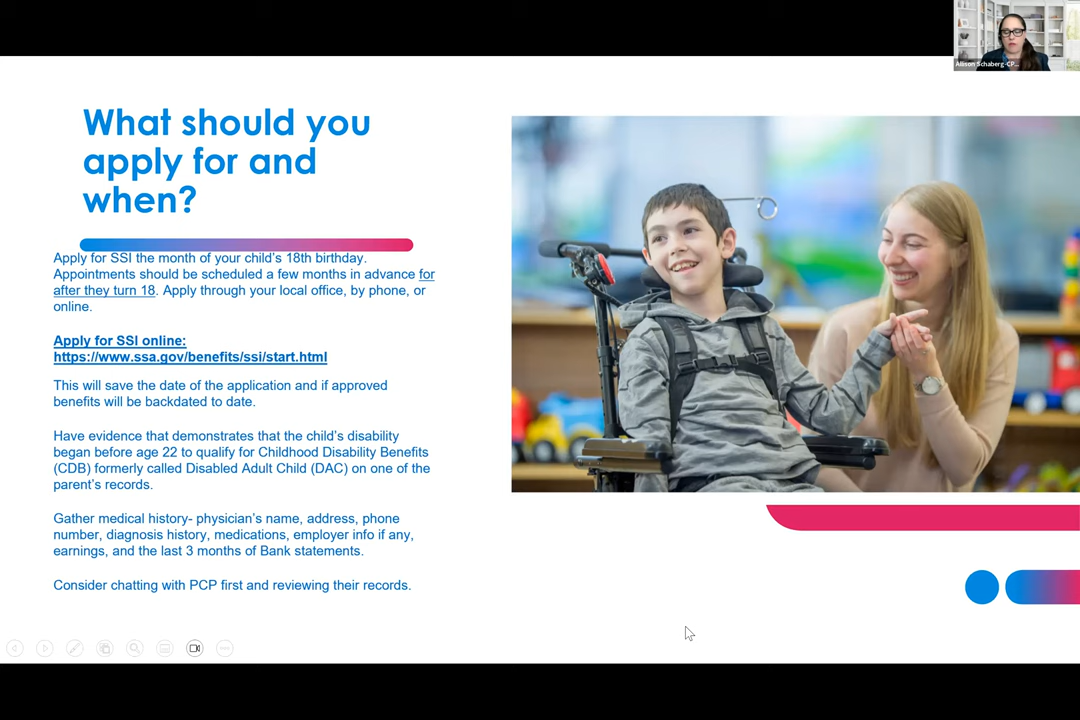 Allison Schaberg-CP...
What should you
apply for and
when?
Apply for SSI the month of your child's 18th birthday.
Appointments should be scheduled a few months in advance for
after they turn 18. Apply through your local office, by phone, or
online.
Apply for SSI online:
https://www.ssa.gov/benefits/ssi/start.html
This will save the date of the application and if approved
benefits will be backdated to date.
Have evidence that demonstrates that the child's disability
began before age 22 to qualify for Childhood Disability Benefits
(CDB) formerly called Disabled Adult Child (DAC) on one of the
parent's records.
Gather medical history- physician's name, address, phone
number, diagnosis history, medications, employer info if any,
earnings, and the last 3 months of Bank statements.
Consider chatting with PCP first and reviewing their records.